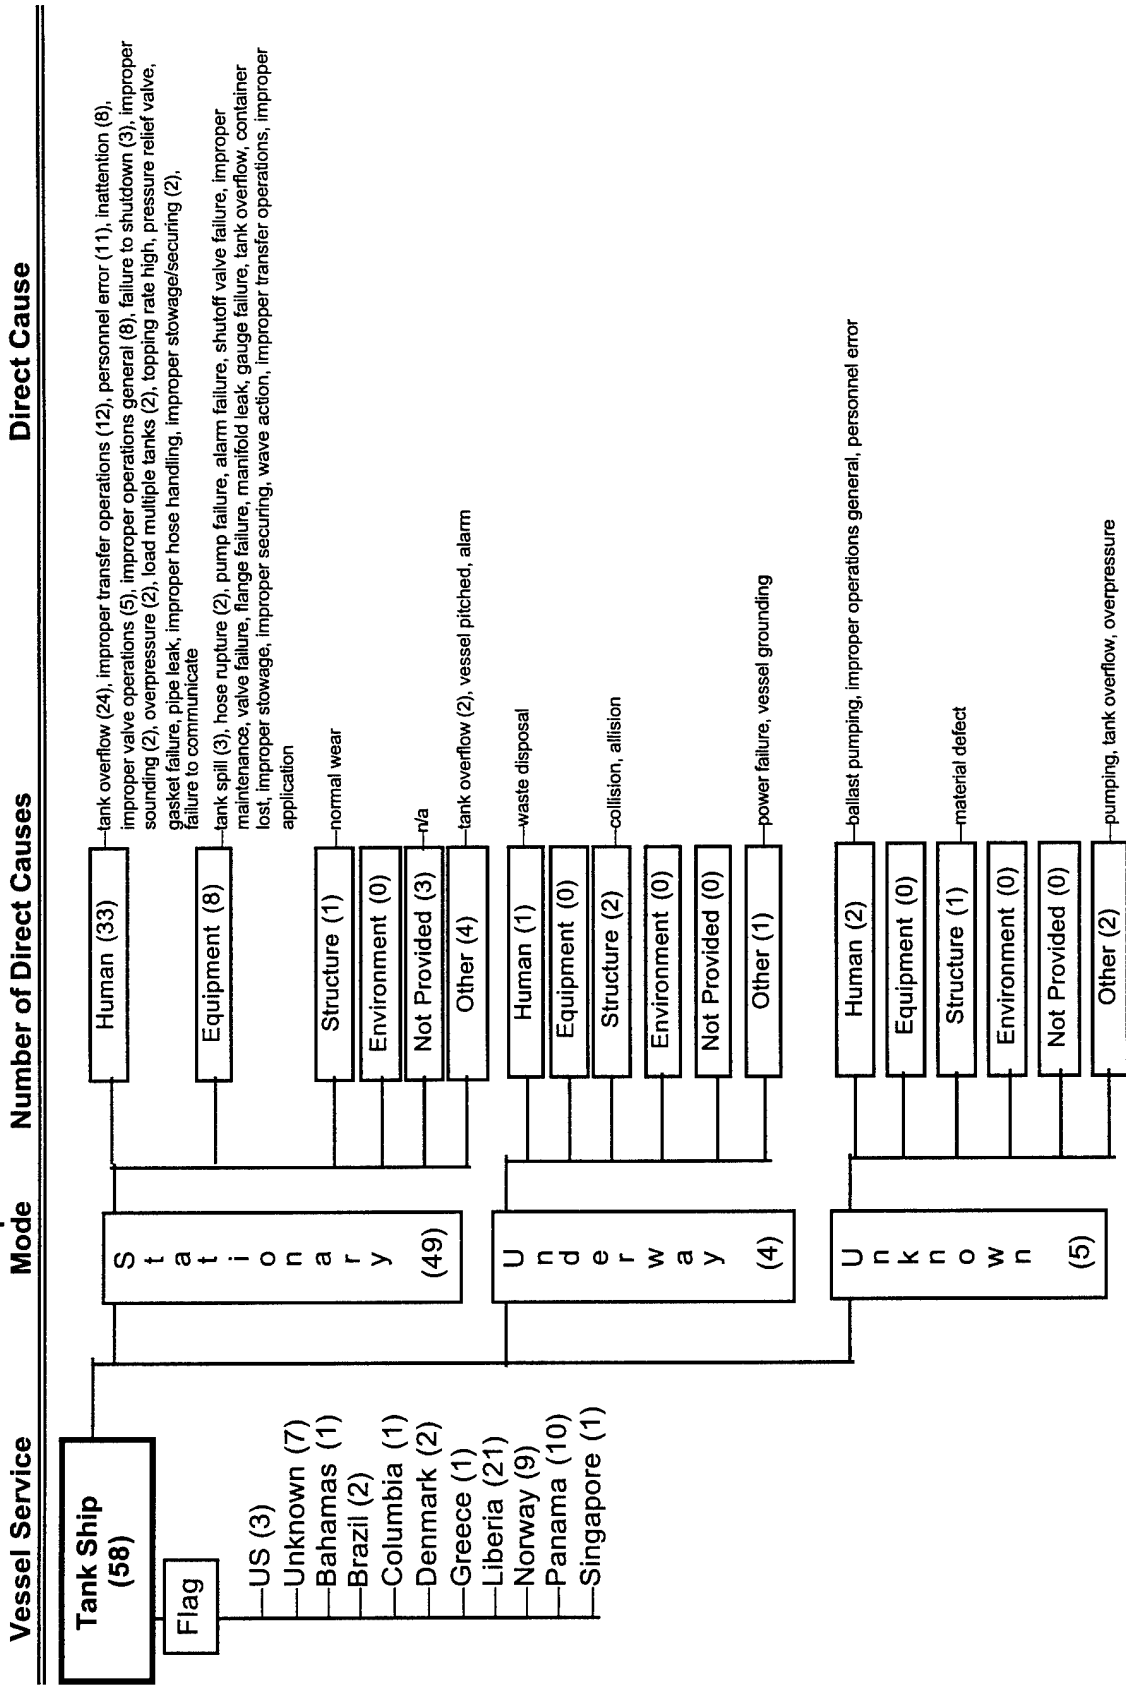 Vessel Service
Mode
Number of Direct Causes
Direct Cause
Tank Ship
(58)
Flag
US (3)
Unknown (7)
Bahamas (1)
Brazil (2)
Columbia (1)
Denmark (2)
Greece (1)
Liberia (21)
Norway (9)
Panama (10)
Singapore (1)
Stationary
(49)
Human (33)
tank overflow (24), improper transfer operations (12), personnel error (11), inattention (8),
improper valve operations (5), improper operations general (8), failure to shutdown (3), improper
sounding (2), overpressure (2), load multiple tanks (2), topping rate high, pressure relief valve,
gasket failure, pipe leak, improper hose handling, improper stowage/securing (2),
failure to communicate
Equipment (8)
tank spill (3), hose rupture (2), pump failure, alarm failure, shutoff valve failure, improper
maintenance, valve failure, flange failure, manifold leak, gauge failure, tank overflow, container
lost, improper stowage, improper securing, wave action, improper transfer operations, improper
application
Structure (1)
normal wear
Environment (0)
Not Provided (3)
n/a
Other (4)
tank overflow (2), vessel pitched, alarm
Underway
(4)
Human (1)
waste disposal
Equipment (0)
Structure (2)
collision, allision
Environment (0)
Not Provided (0)
Other (1)
power failure, vessel grounding
Unknown
(5)
Human (2)
ballast pumping, improper operations general, personnel error
Equipment (0)
Structure (1)
material defect
Environment (0)
Not Provided (0)
Other (2)
pumping, tank overflow, overpressure